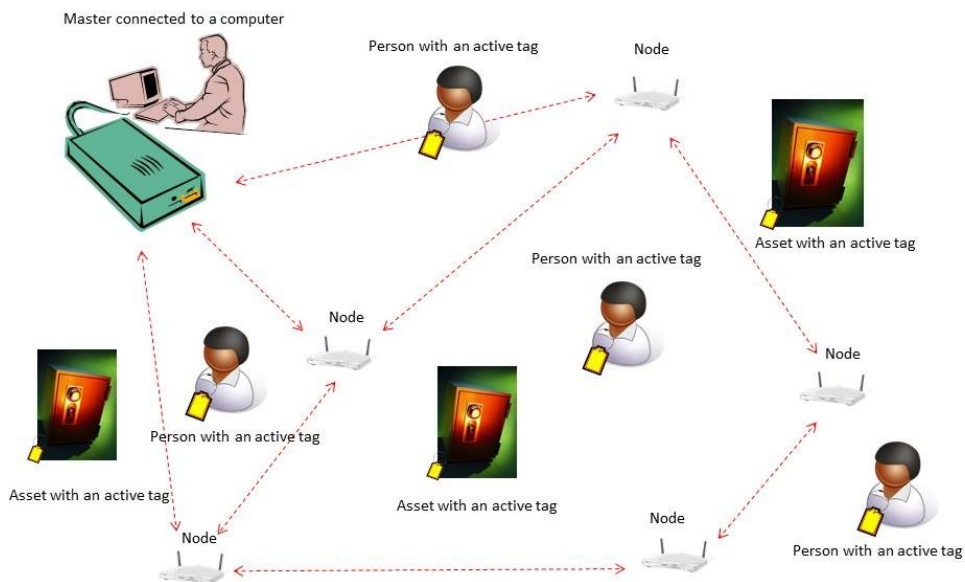 Master connected to a computer
Person with an active tag
Node
Asset with an active tag
Person with an active tag
Node
Node
Person with an active tag
Asset with an active tag
Asset with an active tag
Node
Node
Person with an active tag